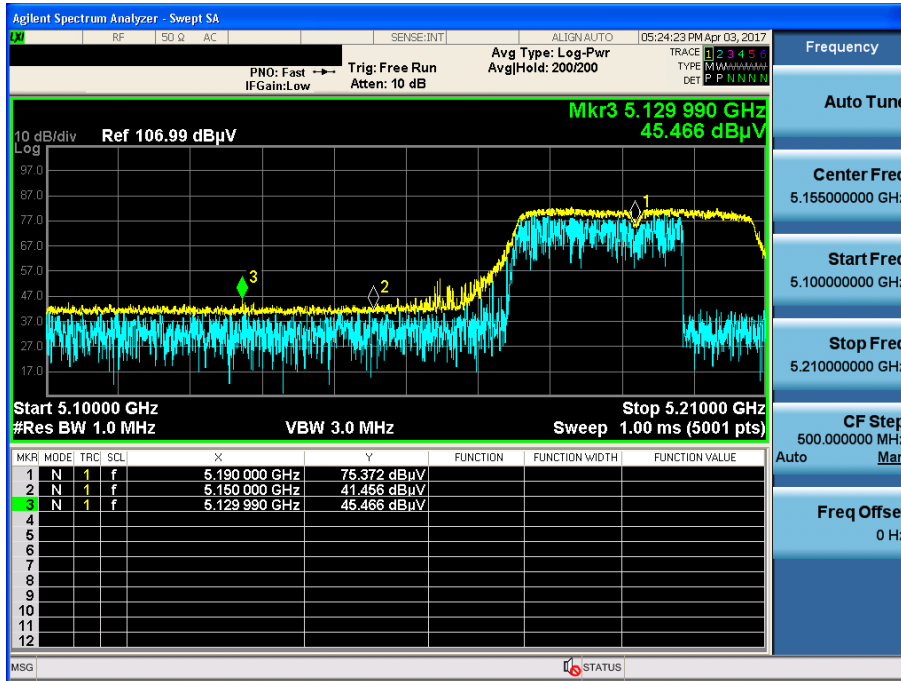 Agilent Spectrum Analyzer - Swept SA
LXI RF 50 Ω AC SENSE:INT ALIGN AUTO 05:24:23 PM Apr 03, 2017
PNO: Fast Trig: Free Run Avg Type: Log-Pwr TRACE 1 2 3 4 5 6
IFGain:Low Atten: 10 dB Avg|Hold: 200/200 TYPE M W W W W W
DET P P N N N N
Mkr3 5.129 990 GHz
45.466 dBµV
10 dB/div Ref 106.99 dBµV
Log
97.0
87.0
77.0
67.0
57.0
47.0
37.0
27.0
17.0
1
2
3
Start 5.10000 GHz Stop 5.21000 GHz
#Res BW 1.0 MHz VBW 3.0 MHz Sweep 1.00 ms (5001 pts)
MKR MODE TRC SCL X Y FUNCTION FUNCTION WIDTH FUNCTION VALUE
1 N 1 f 5.190 000 GHz 75.372 dBµV
2 N 1 f 5.150 000 GHz 41.456 dBµV
3 N 1 f 5.129 990 GHz 45.466 dBµV
4
5
6
7
8
9
10
11
12
MSG STATUS
Frequency
Auto Tune
Center Freq
5.155000000 GHz
Start Freq
5.100000000 GHz
Stop Freq
5.210000000 GHz
CF Step
500.000000 MHz
Auto Man
Freq Offset
0 Hz